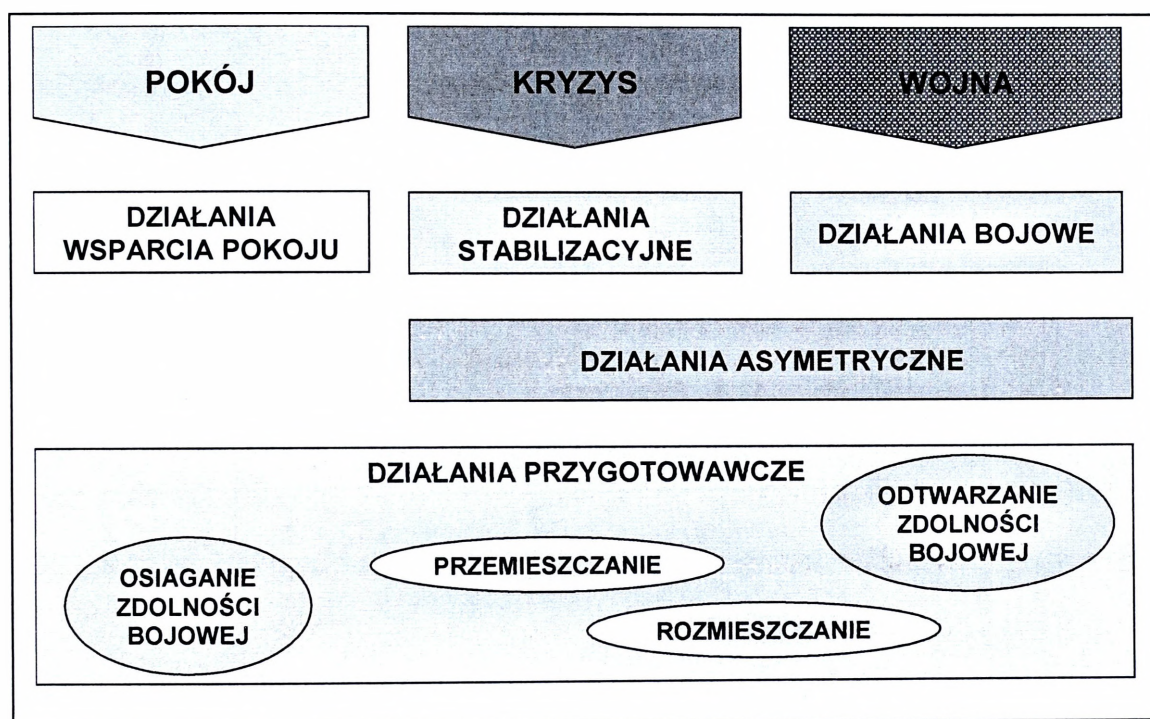 POKÓJ
KRYZYS
WOJNA
DZIAŁANIA
WSPARCIA POKOJU
DZIAŁANIA
STABILIZACYJNE
DZIAŁANIA BOJOWE
DZIAŁANIA ASYMETRYCZNE
DZIAŁANIA PRZYGOTOWAWCZE
ODTWARZANIE
ZDOLNOŚCI
BOJOWEJ
PRZEMIESZCZANIE
OSIAGANIE
ZDOLNOŚCI
BOJOWEJ
ROZMIESZCZANIE